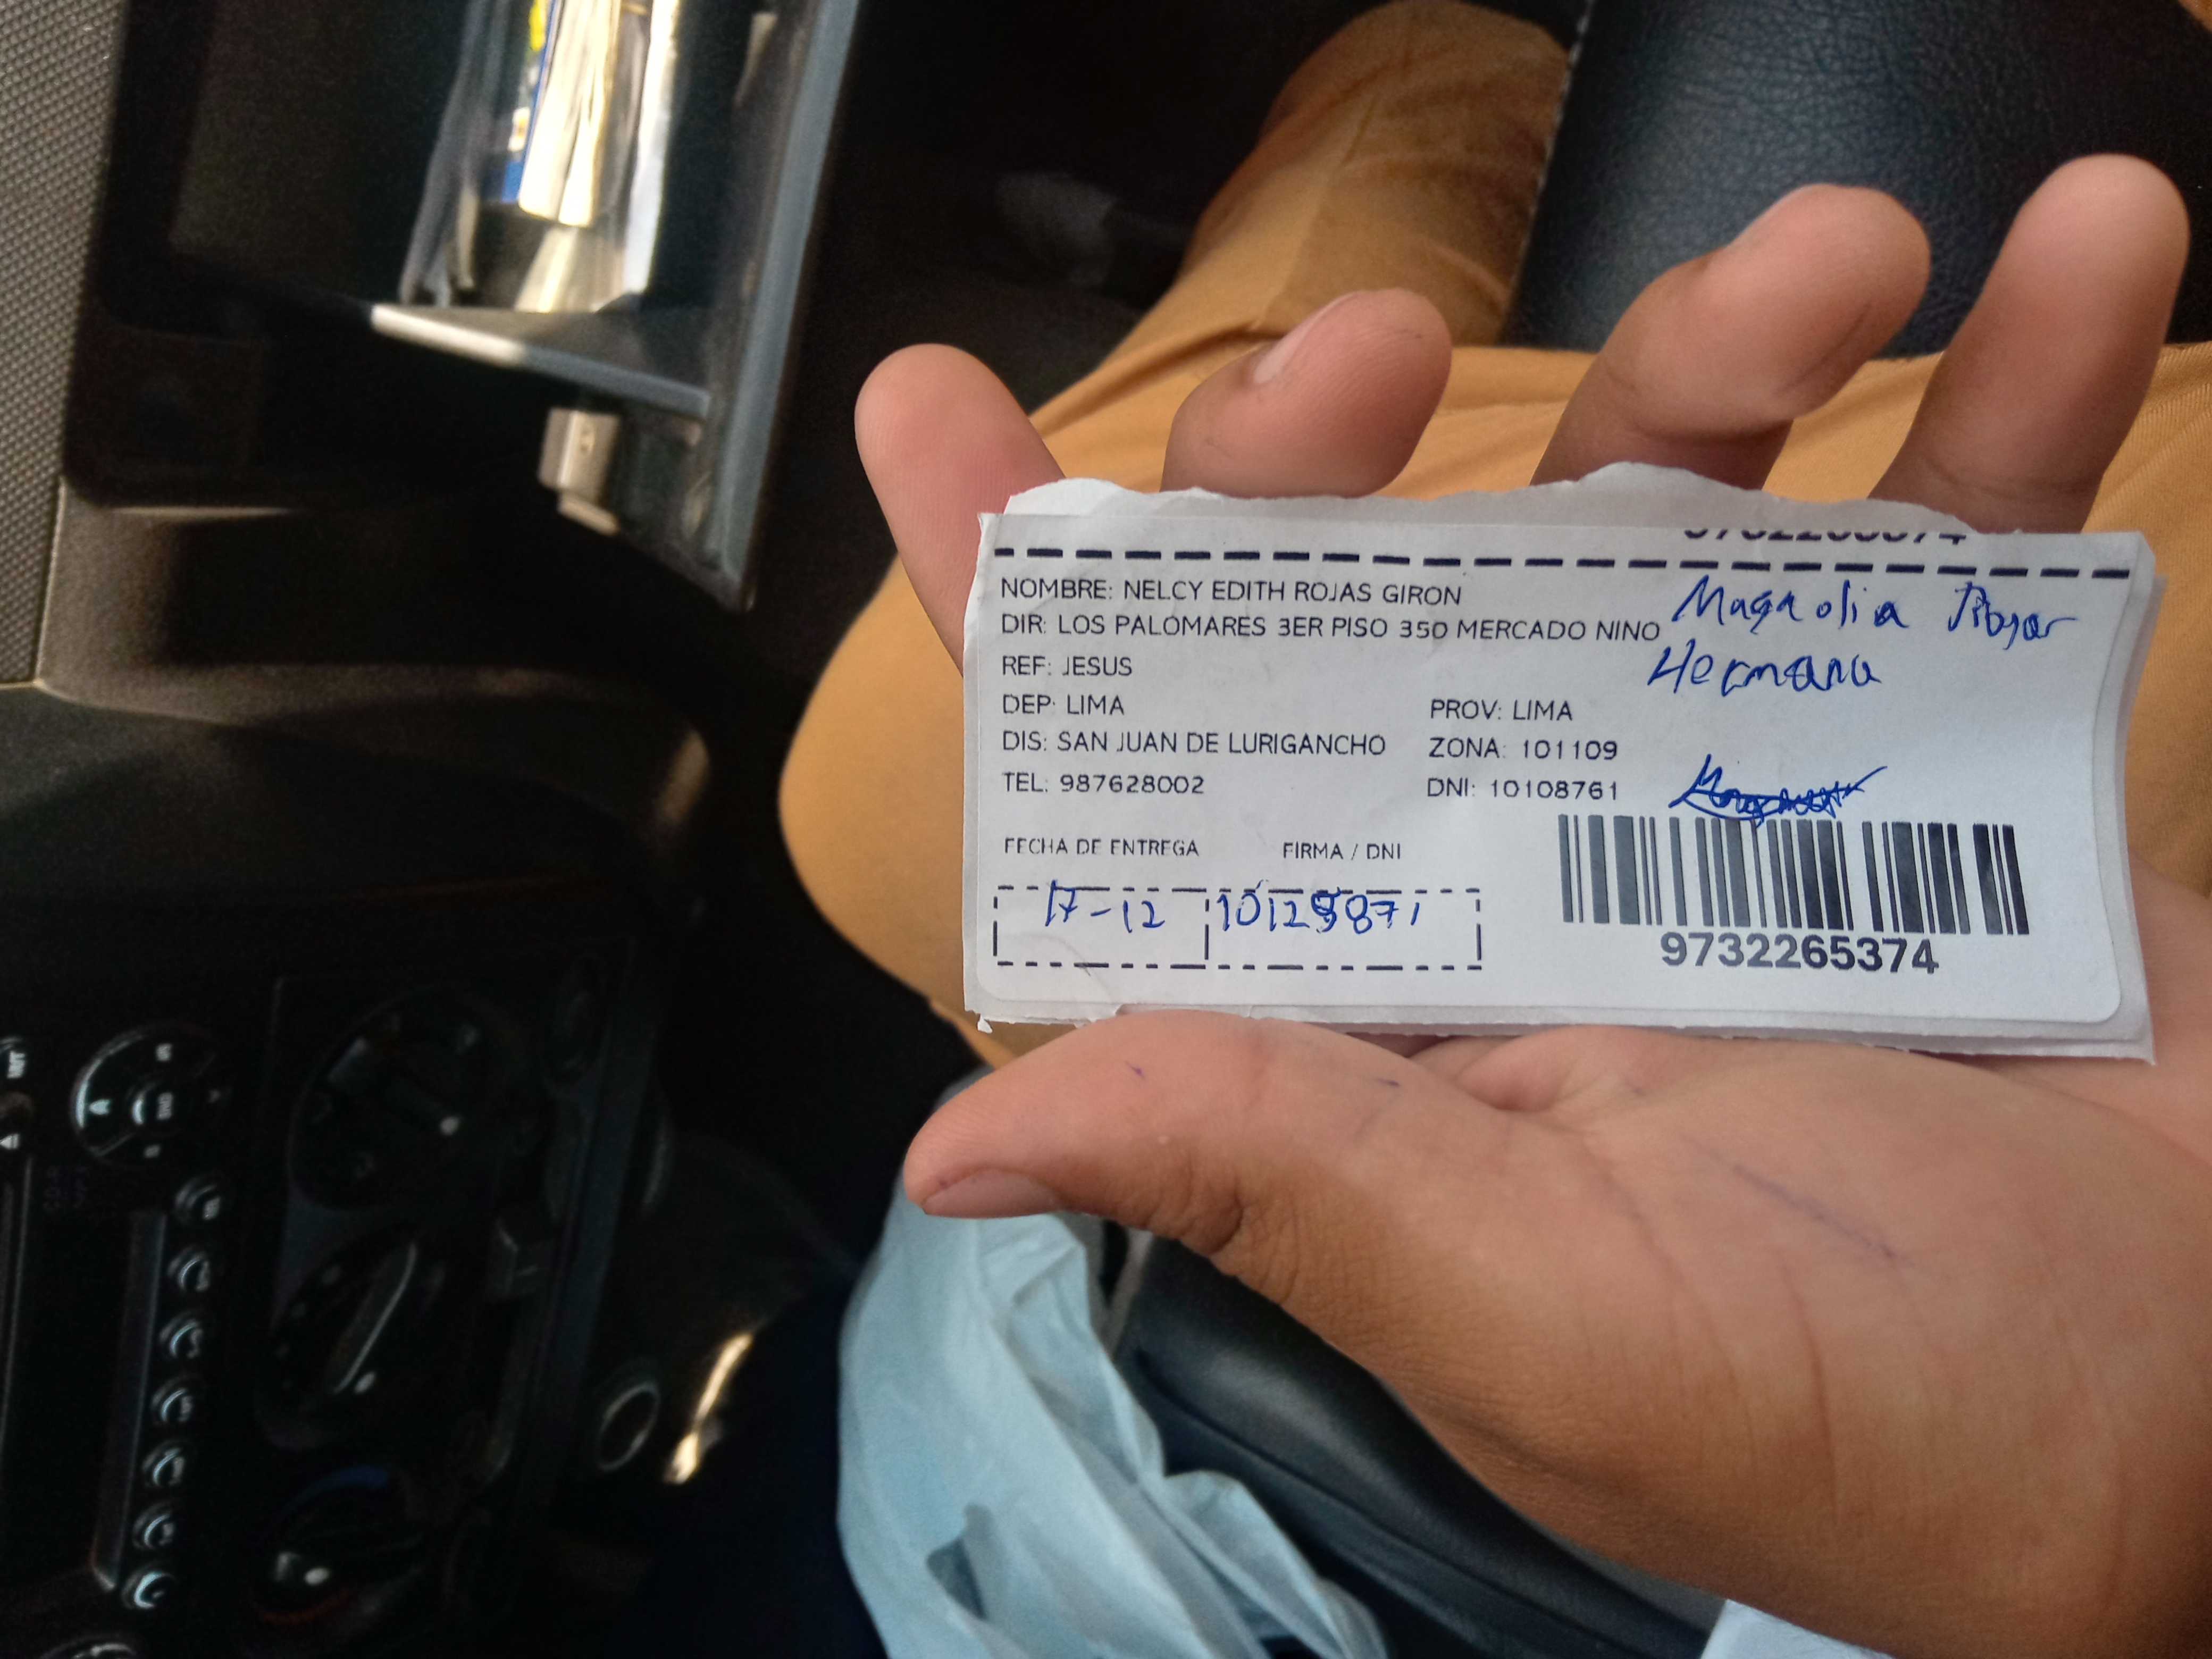 NOMBRE: NELCY EDITH ROJAS GIRON
Magnolia Rojas
DIR: LOS PALOMARES 3ER PISO 350 MERCADO NINO
Hermana
REF: JESUS
DEP: LIMA
PROV: LIMA
DIS: SAN JUAN DE LURIGANCHO
ZONA: 101109
TEL: 987628002
DNI: 10108761
FECHA DE ENTREGA
FIRMA / DNI
17-12
9732265374